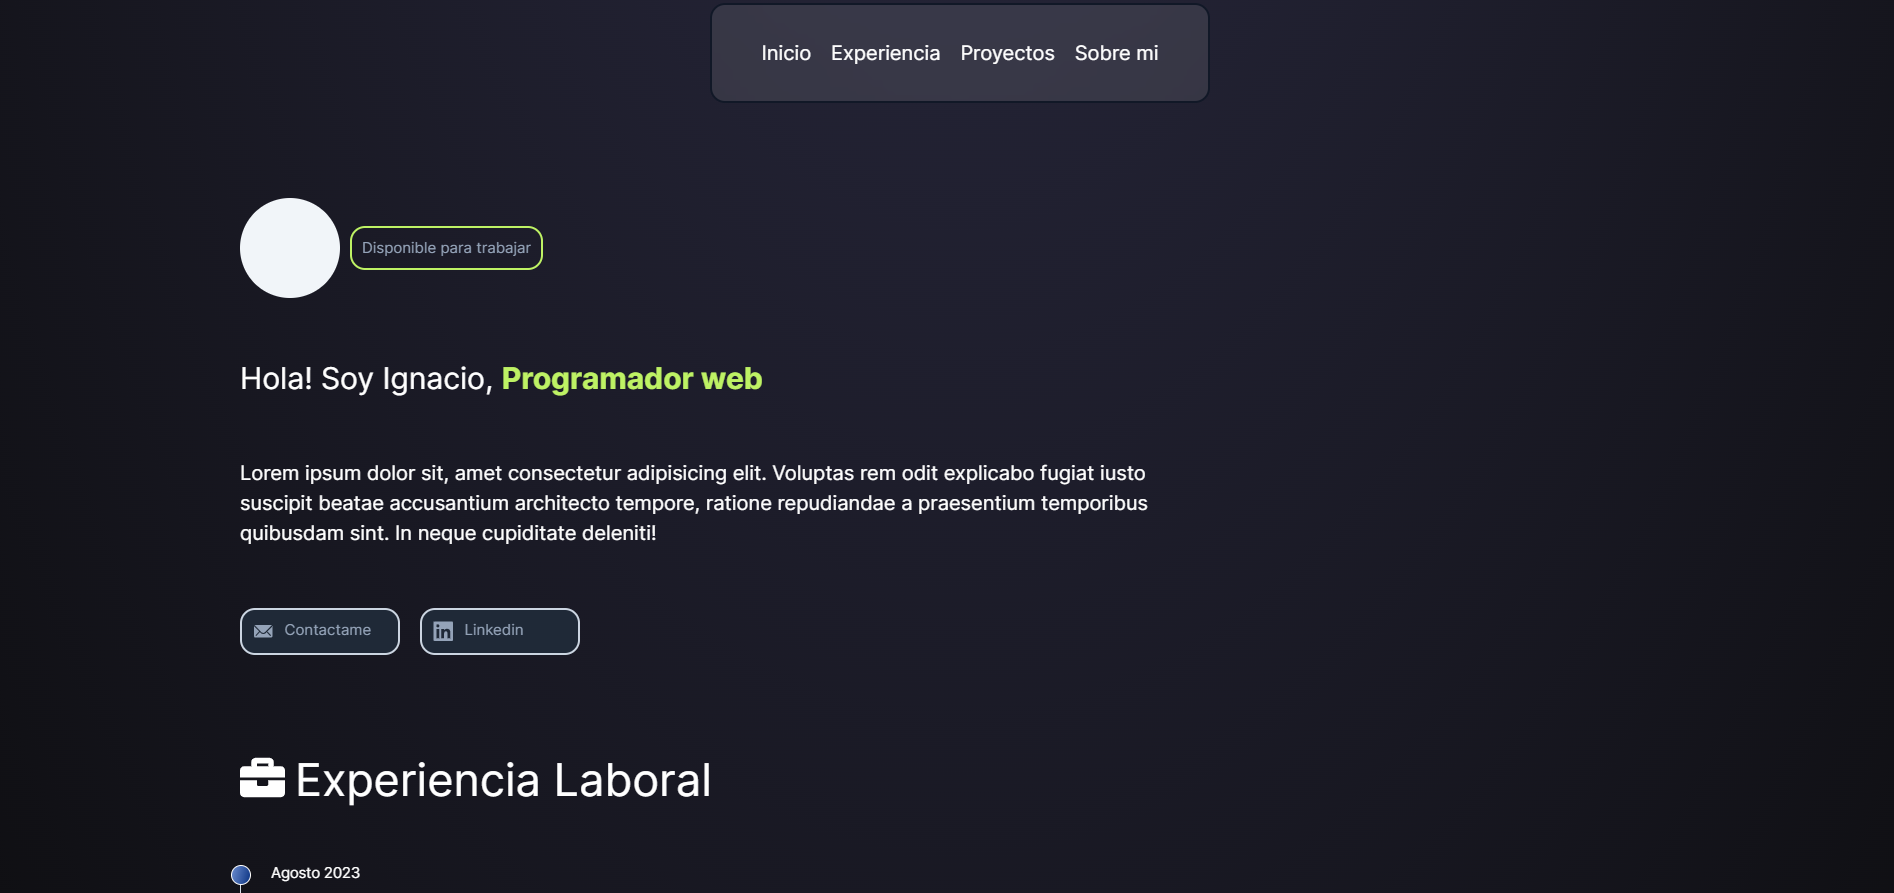 Inicio Experiencia Proyectos Sobre mi
Disponible para trabajar
Hola! Soy Ignacio, Programador web
Lorem ipsum dolor sit, amet consectetur adipisicing elit. Voluptas rem odit explicabo fugiat iusto
suscipit beatae accusantium architecto tempore, ratione repudiandae a praesentium temporibus
quibusdam sint. In neque cupiditate deleniti!
Contactame Linkedin
Experiencia Laboral
Agosto 2023